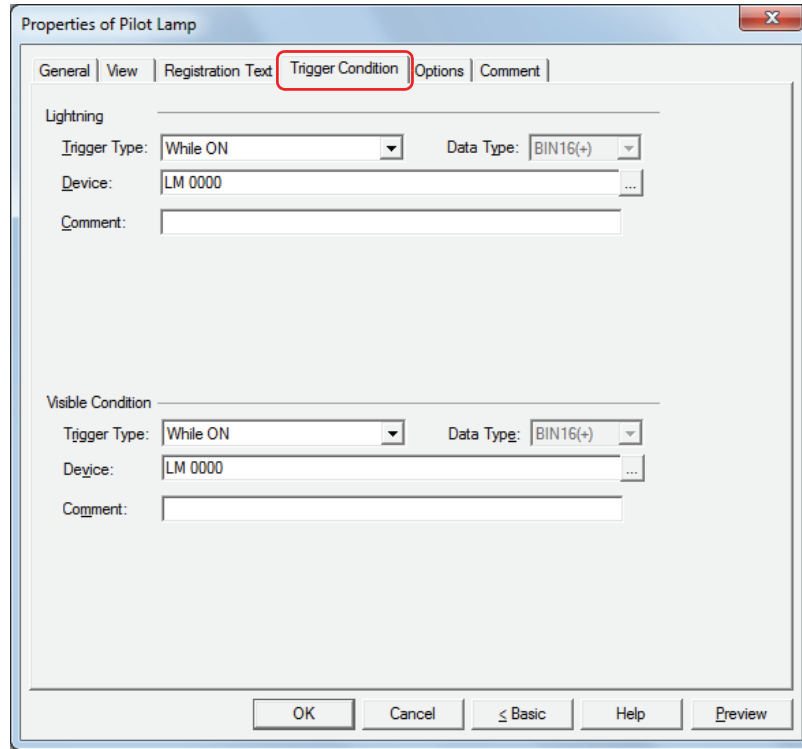 Properties of Pilot Lamp
x
General View Registration Text Trigger Condition Options Comment
Lightning
Trigger Type: While ON Data Type: BIN16(+)
Device: LM 0000 ...
Comment:
Visible Condition
Trigger Type: While ON Data Type: BIN16(+)
Device: LM 0000 ...
Comment:
OK Cancel < Basic Help Preview